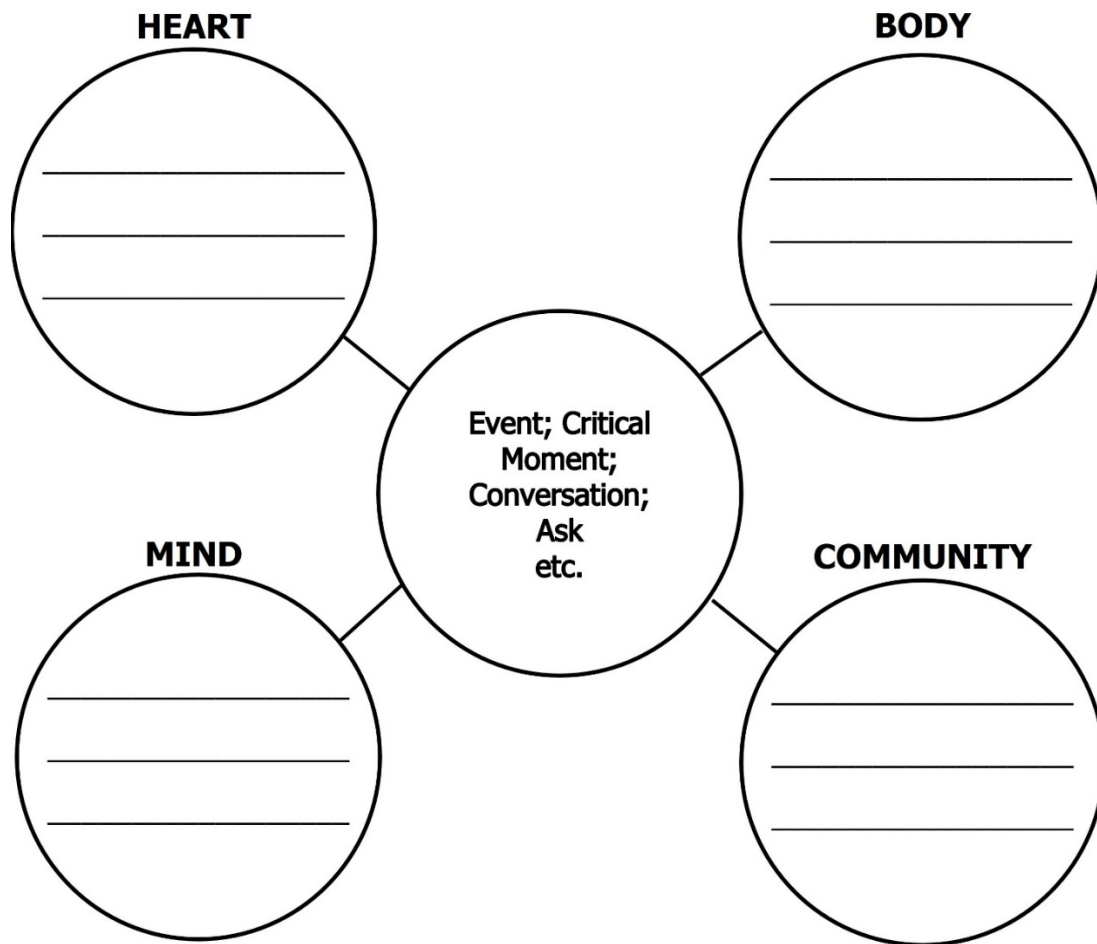 HEART
BODY
Event; Critical
Moment;
Conversation;
Ask
etc.
MIND
COMMUNITY